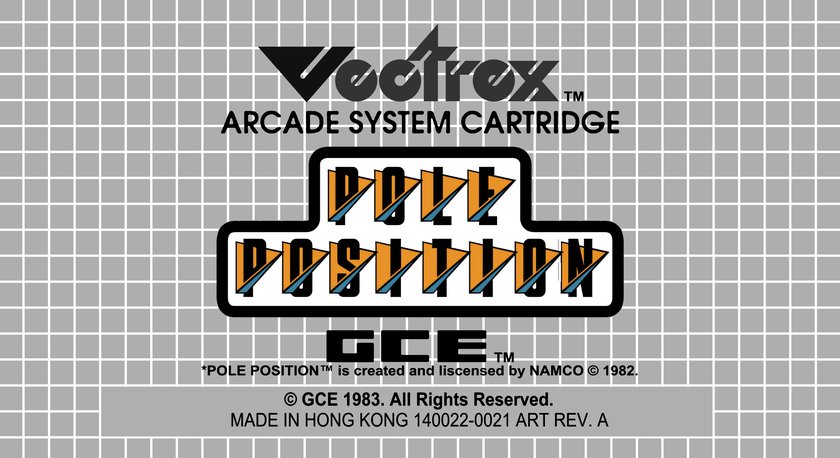 Vectrex™
ARCADE SYSTEM CARTRIDGE
POLE
POSITION
GCE™
*POLE POSITION™ is created and liscensed by NAMCO © 1982.
© GCE 1983. All Rights Reserved.
MADE IN HONG KONG 140022-0021 ART REV. A